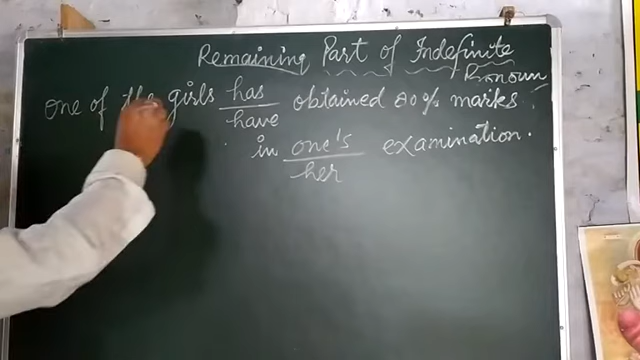 Remaining Part of Indefinite
Pronoun
One of the girls has obtained 80% marks
have
in one's examination.
her